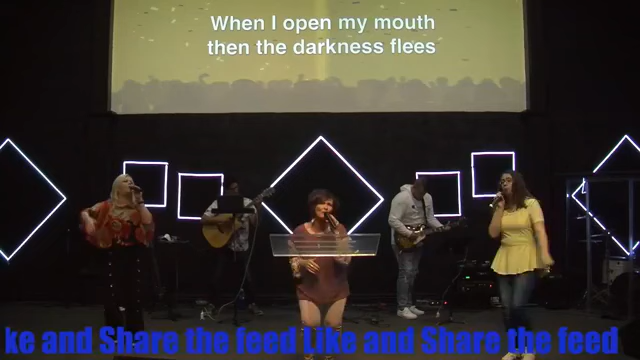 When I open my mouth
then the darkness flees
ke and Share the feed Like and Share the feed